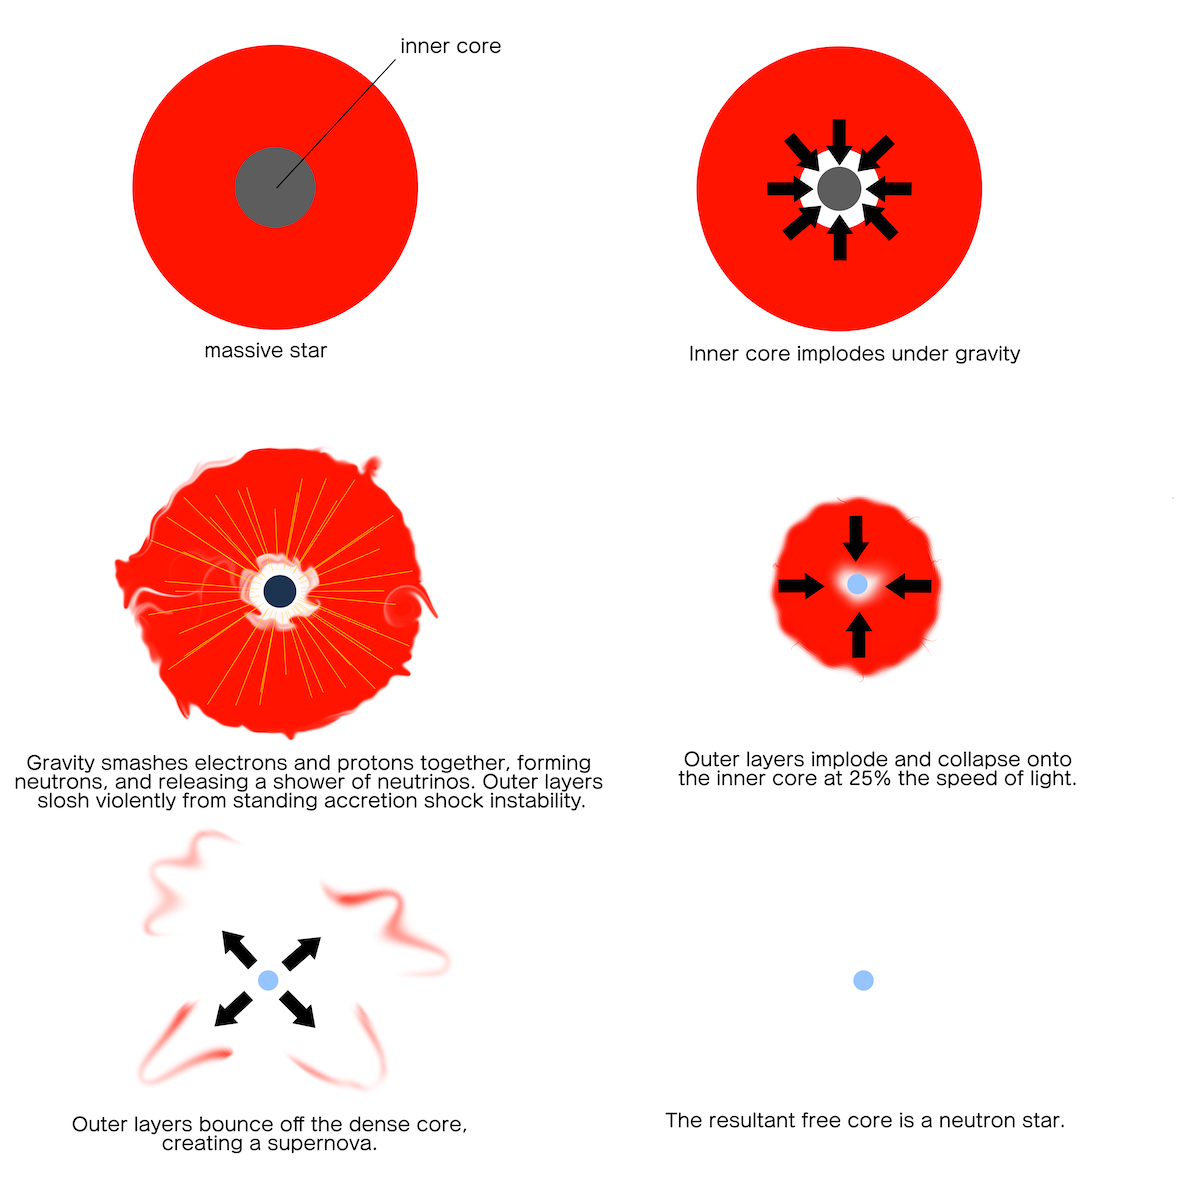 inner core
massive star
Inner core implodes under gravity
Gravity smashes electrons and protons together, forming
neutrons, and releasing a shower of neutrinos. Outer layers
slosh violently from standing accretion shock instability.
Outer layers implode and collapse onto
the inner core at 25% the speed of light.
Outer layers bounce off the dense core,
creating a supernova.
The resultant free core is a neutron star.